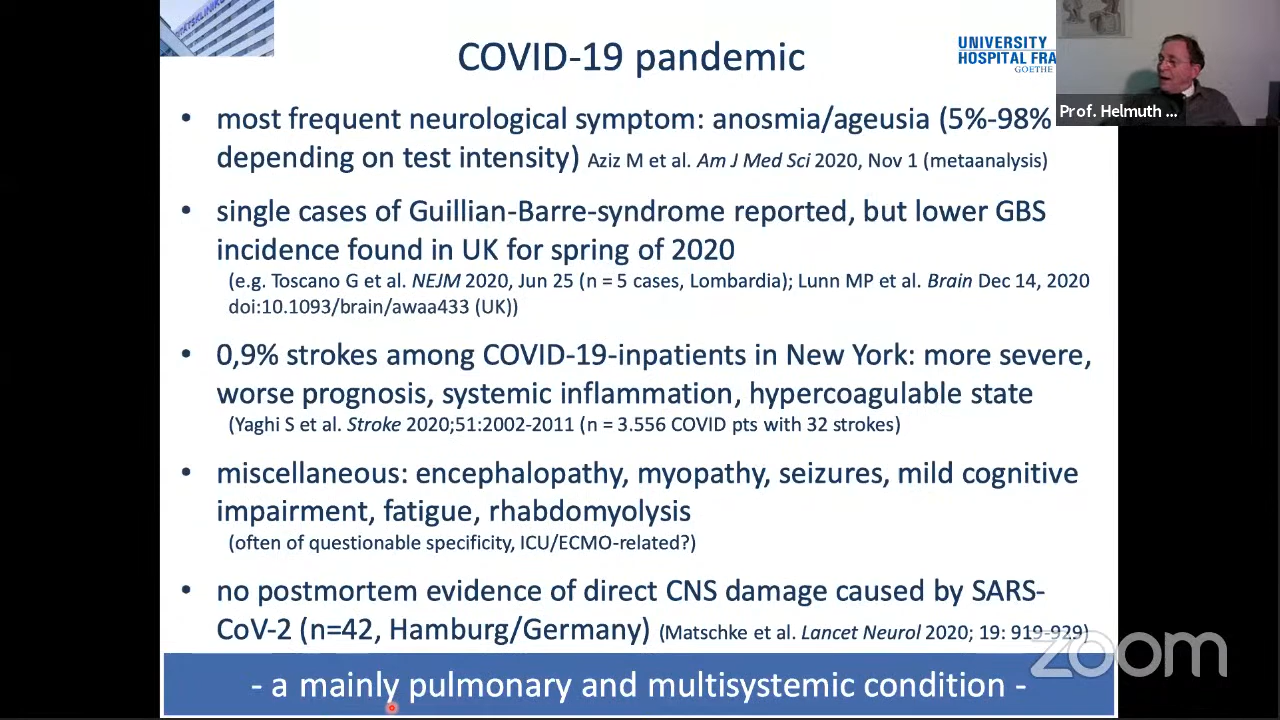 COVID-19 pandemic
UNIVERSITY
HOSPITAL FRA
GOETHE
Prof. Helmuth ...
• most frequent neurological symptom: anosmia/ageusia (5%-98%
depending on test intensity) Aziz M et al. Am J Med Sci 2020, Nov 1 (metaanalysis)
• single cases of Guillian-Barre-syndrome reported, but lower GBS
incidence found in UK for spring of 2020
(e.g. Toscano G et al. NEJM 2020, Jun 25 (n = 5 cases, Lombardia); Lunn MP et al. Brain Dec 14, 2020
doi:10.1093/brain/awaa433 (UK))
• 0,9% strokes among COVID-19-inpatients in New York: more severe,
worse prognosis, systemic inflammation, hypercoagulable state
(Yaghi S et al. Stroke 2020;51:2002-2011 (n = 3.556 COVID pts with 32 strokes)
• miscellaneous: encephalopathy, myopathy, seizures, mild cognitive
impairment, fatigue, rhabdomyolysis
(often of questionable specificity, ICU/ECMO-related?)
• no postmortem evidence of direct CNS damage caused by SARS-
CoV-2 (n=42, Hamburg/Germany) (Matschke et al. Lancet Neurol 2020; 19: 919-929)
zoom
- a mainly pulmonary and multisystemic condition -